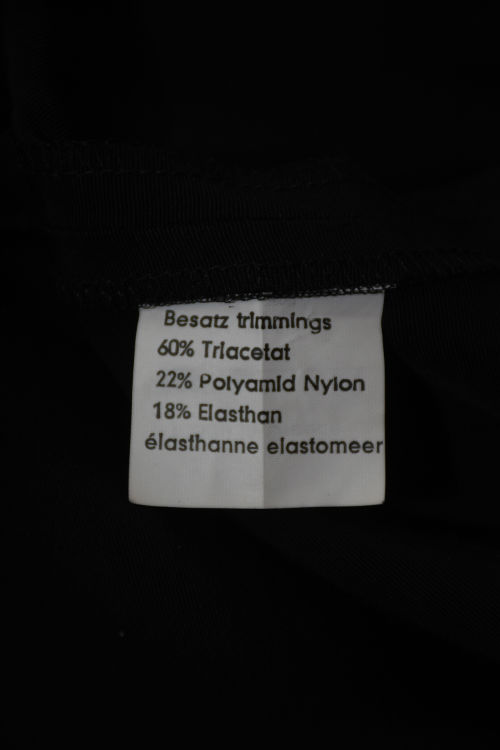 Besatz trimmings
60% Triacetat
22% Polyamid Nylon
18% Elasthan
élasthanne elastomeer